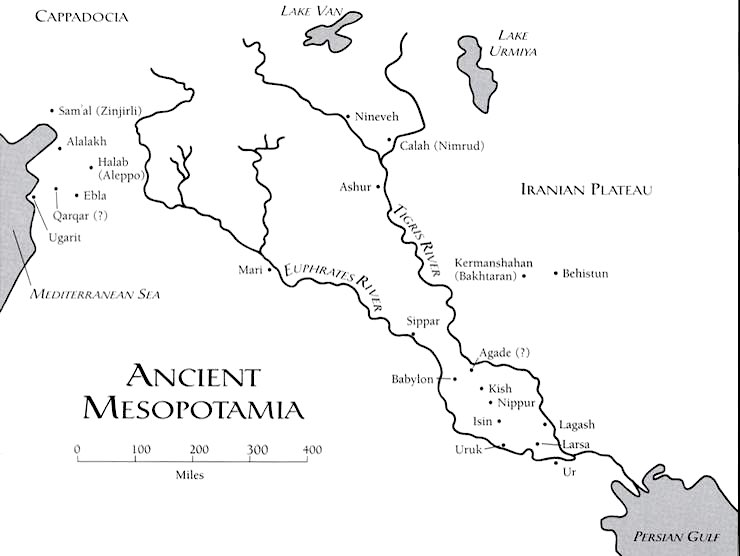 CAPPADOCIA
LAKE VAN
LAKE
URMIYA
Sam'al (Zinjirli)
Nineveh
Alalakh
Calah (Nimrud)
Halab
(Aleppo)
Ashur
IRANIAN PLATEAU
Ebla
Qarqar (?)
Ugarit
TIGRIS RIVER
Kermanshahan
(Bakhtaran)
Behistun
Mari
EUPHRATES RIVER
MEDITERRANEAN SEA
Sippar
Agade (?)
ANCIENT
MESOPOTAMIA
Babylon
Kish
Nippur
Isin
Lagash
Uruk
Larsa
Ur
0 100 200 300 400
Miles
PERSIAN GULF